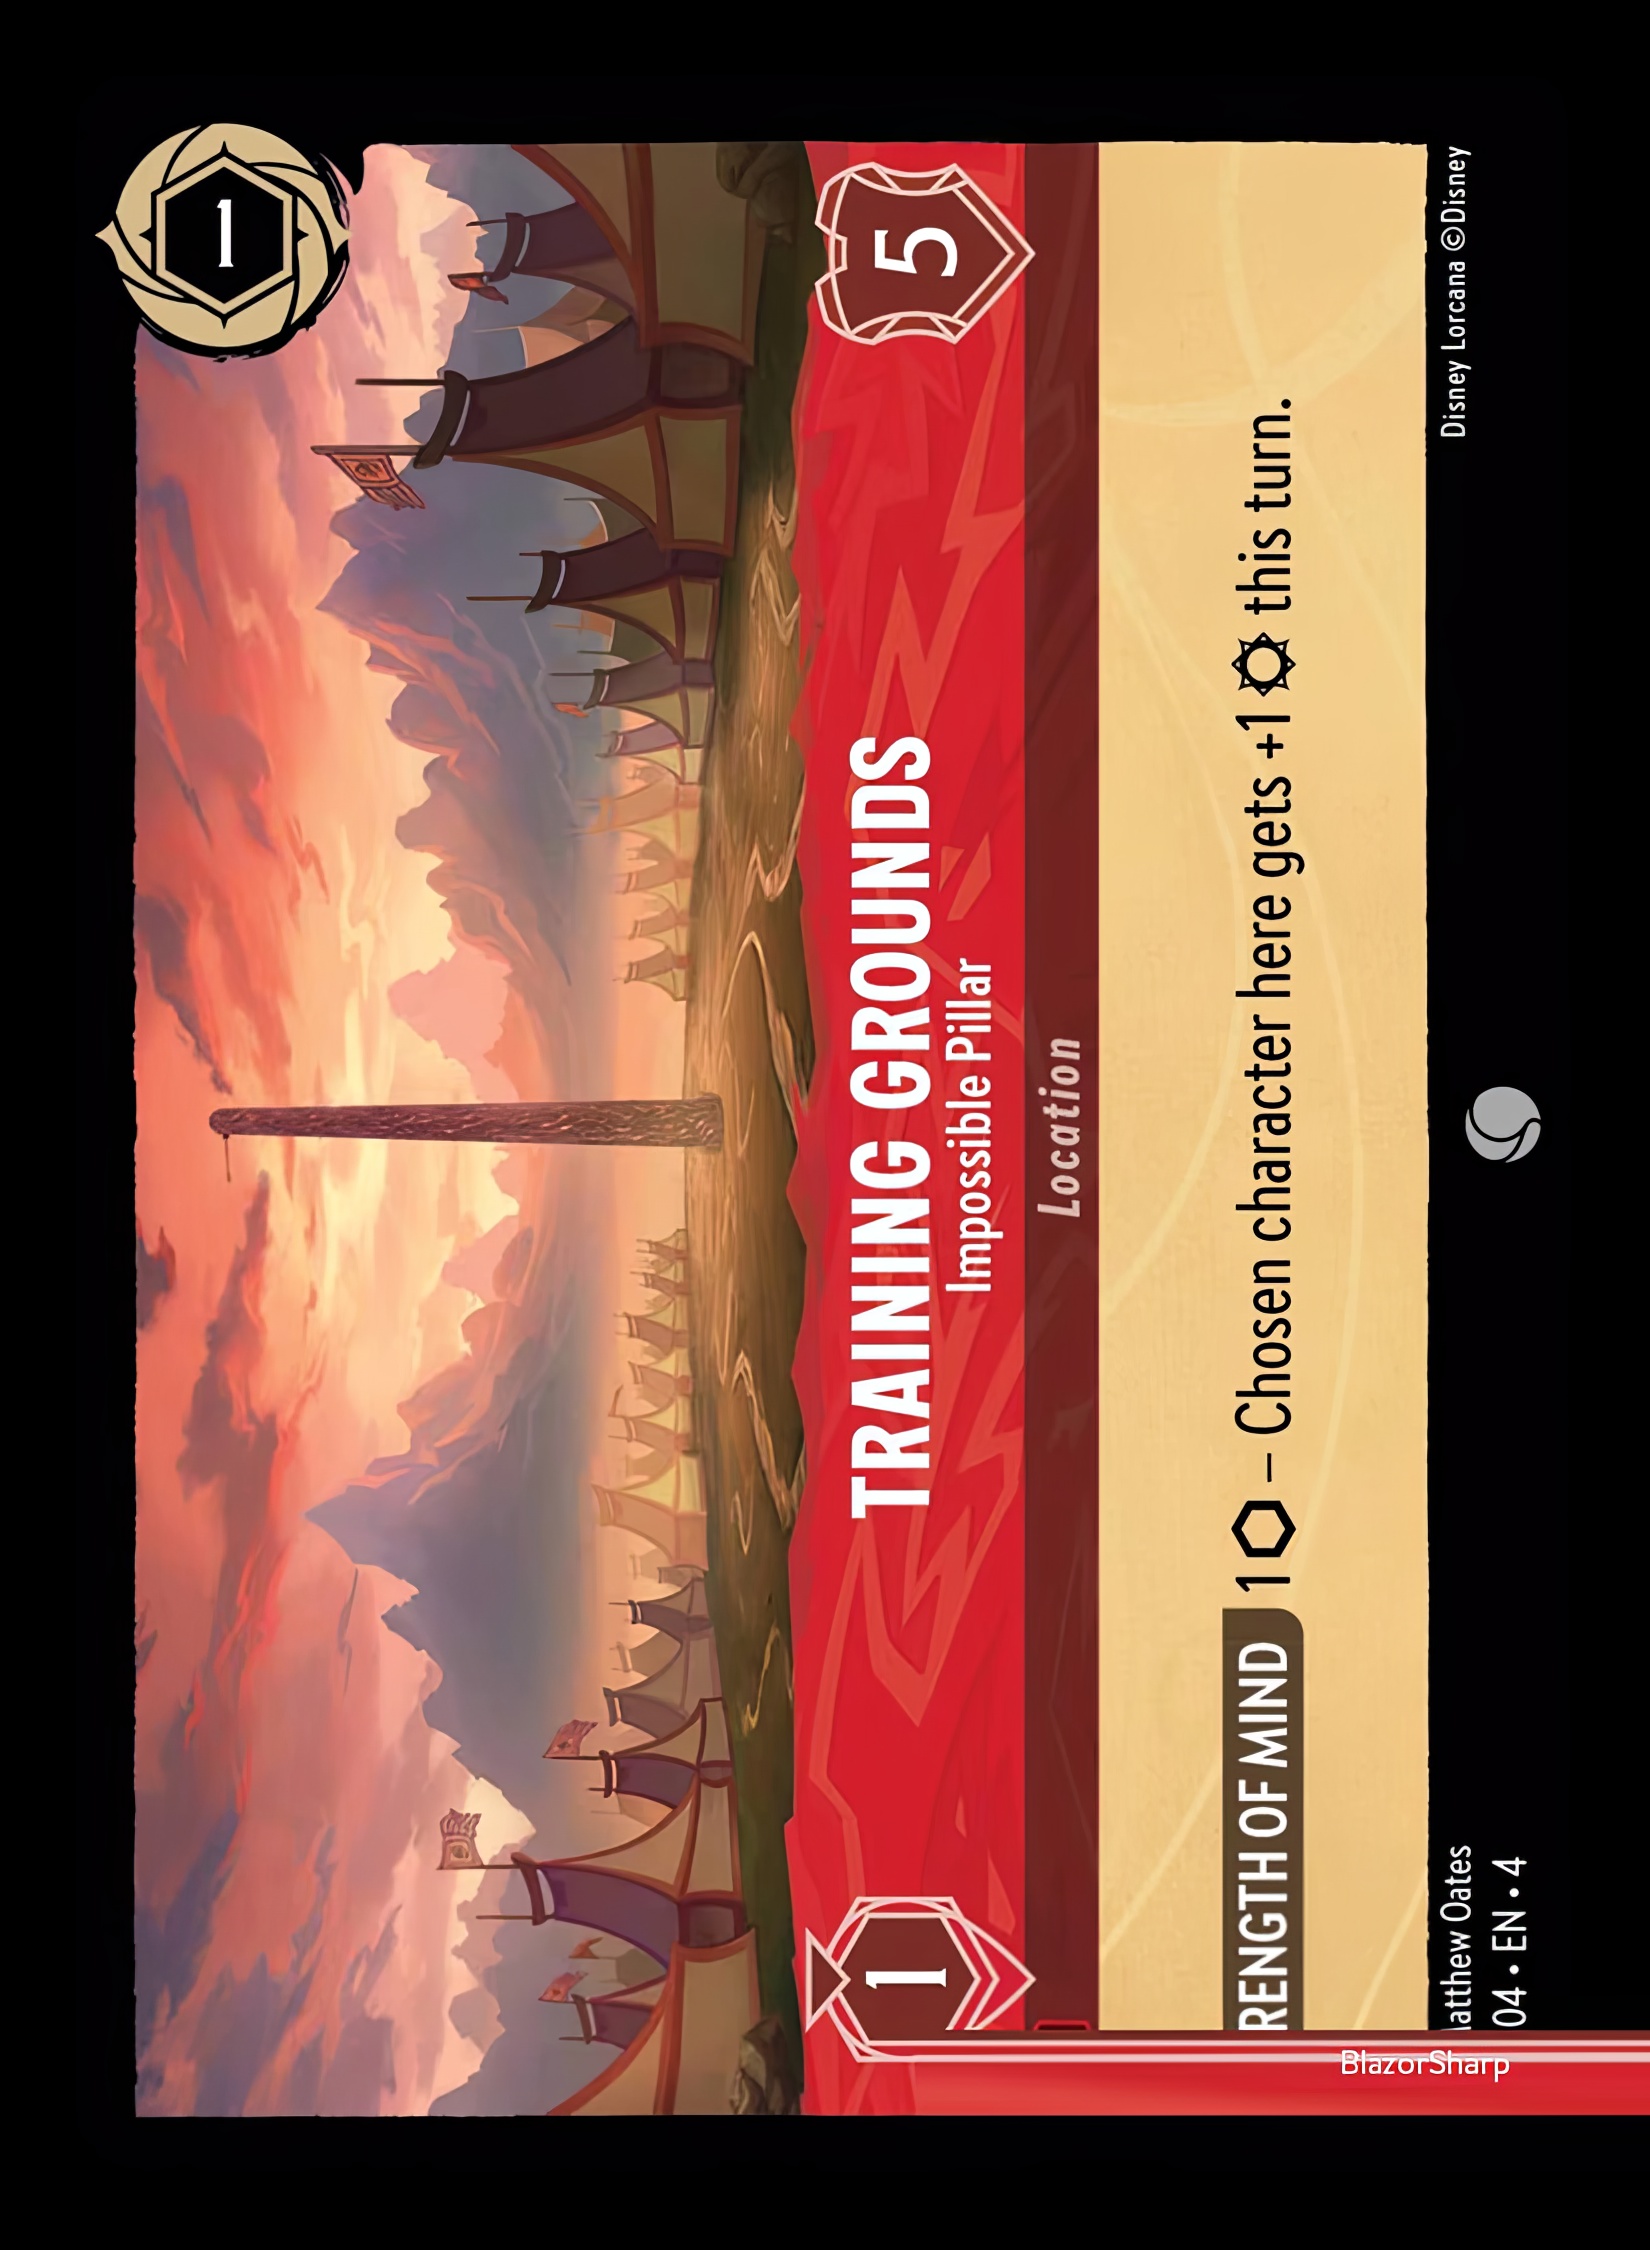 1
TRAINING GROUNDS
Impossible Pillar
1
5
Location
RENGTH OF MIND 1 ⬡ – Chosen character here gets +1 ¤ this turn.
atthew Oates
Disney Lorcana ©Disney
04 • EN • 4
BlazorSharp